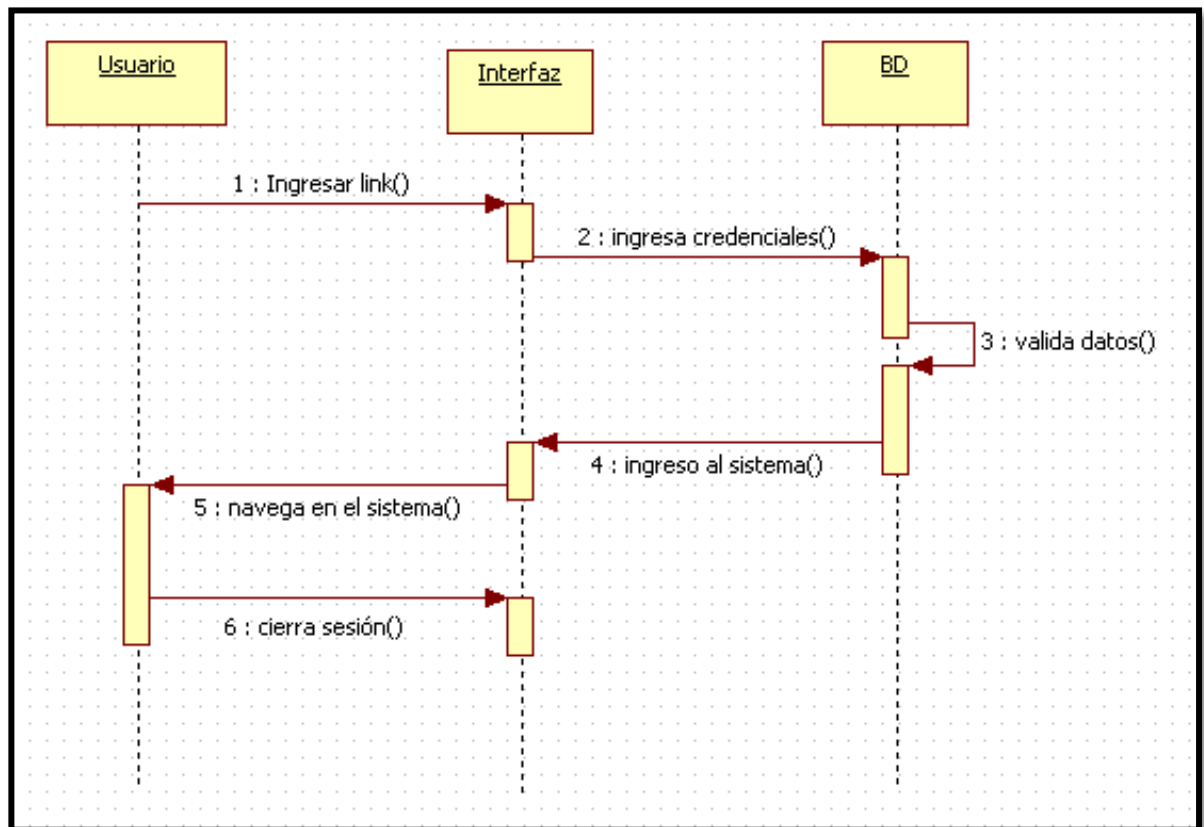 Usuario
Interfaz
BD
1 : Ingresar link()
2 : ingresa credenciales()
3 : valida datos()
4 : ingreso al sistema()
5 : navega en el sistema()
6 : cierra sesión()